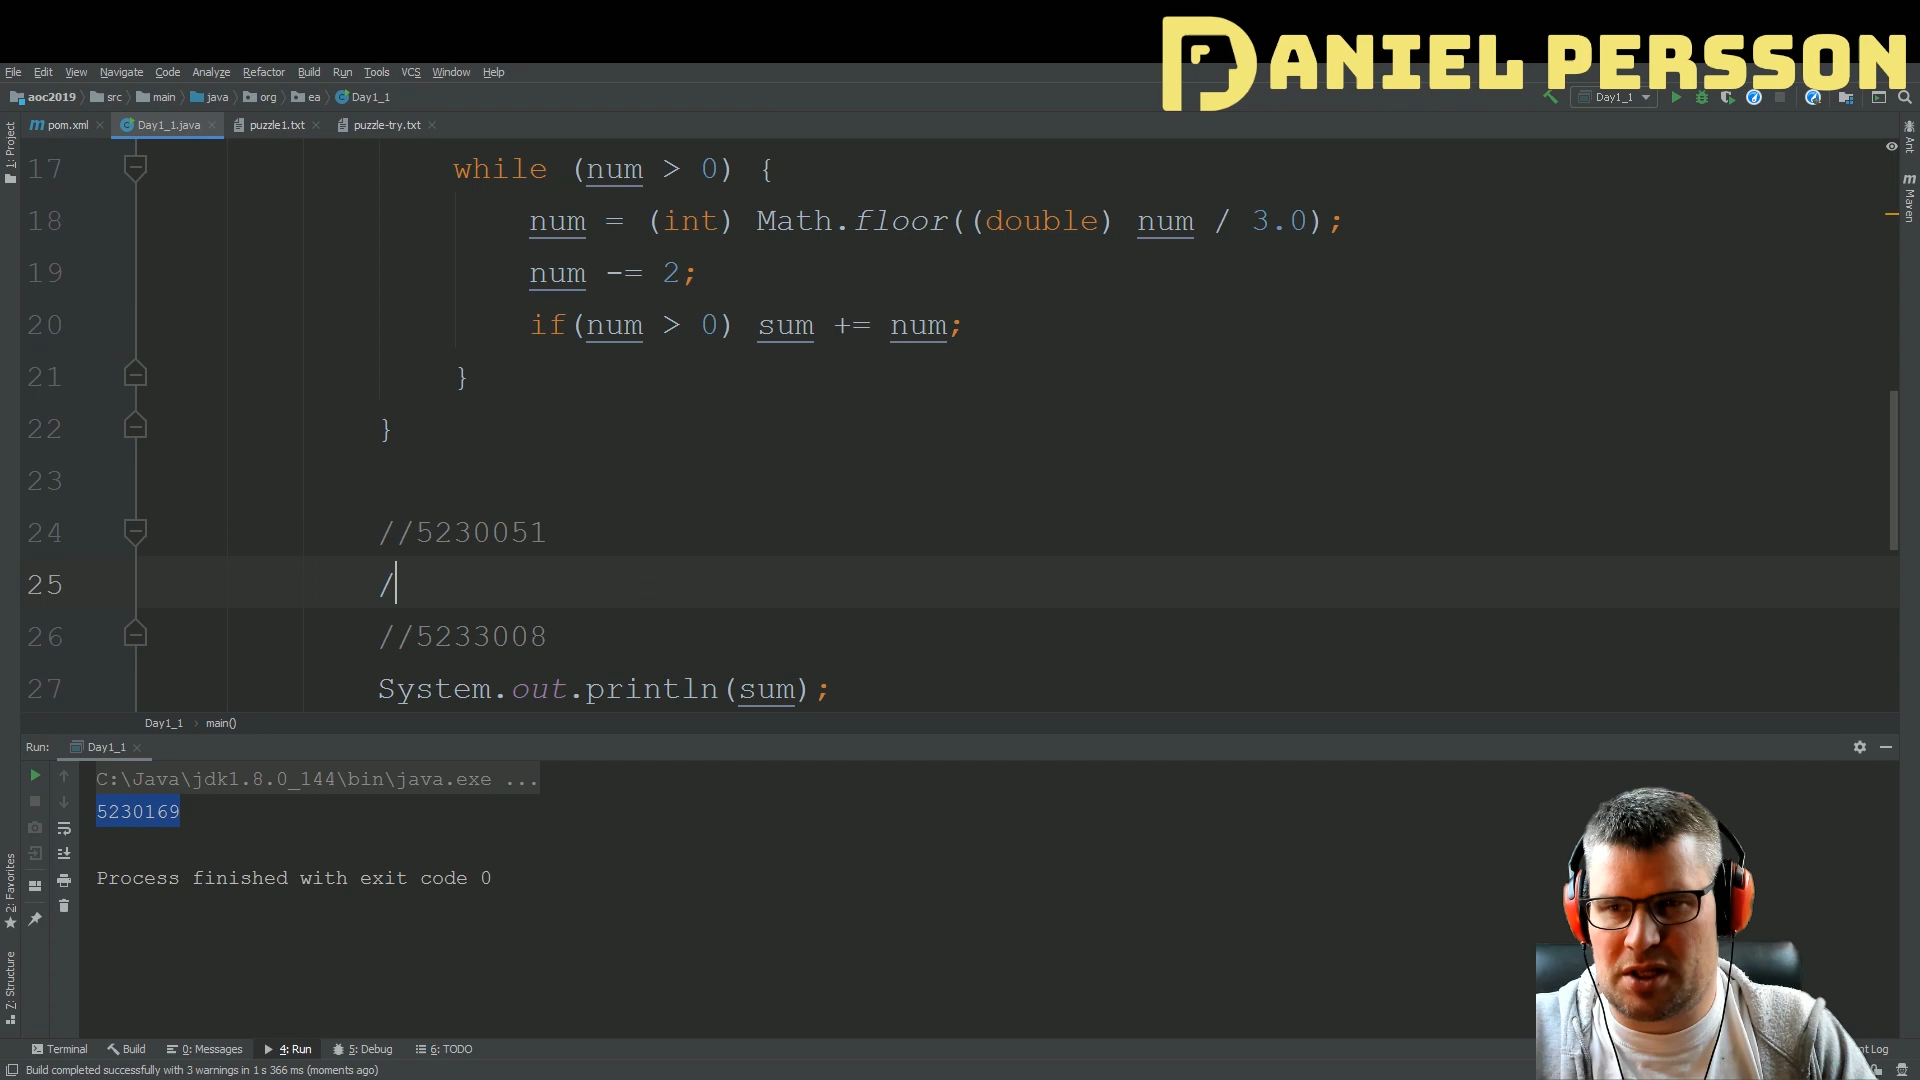 DANIEL PERSSON
File Edit View Navigate Code Analyze Refactor Build Run Tools VCS Window Help
aoc2019 src main java org ea Day1_1
Day1_1
pom.xml Day1_1.java puzzle1.txt puzzle-try.txt
17 while (num > 0) {
18 num = (int) Math.floor((double) num / 3.0);
19 num -= 2;
20 if(num > 0) sum += num;
21 }
22 }
23
24 //5230051
25 /
26 //5233008
27 System.out.println(sum);
Day1_1 main()
Run: Day1_1
C:\Java\jdk1.8.0_144\bin\java.exe ...
5230169
Process finished with exit code 0
1: Project
2: Favorites
7: Structure
Ant
Maven
Terminal Build 0: Messages 4: Run 5: Debug 6: TODO
nt Log
Build completed successfully with 3 warnings in 1 s 366 ms (moments ago)